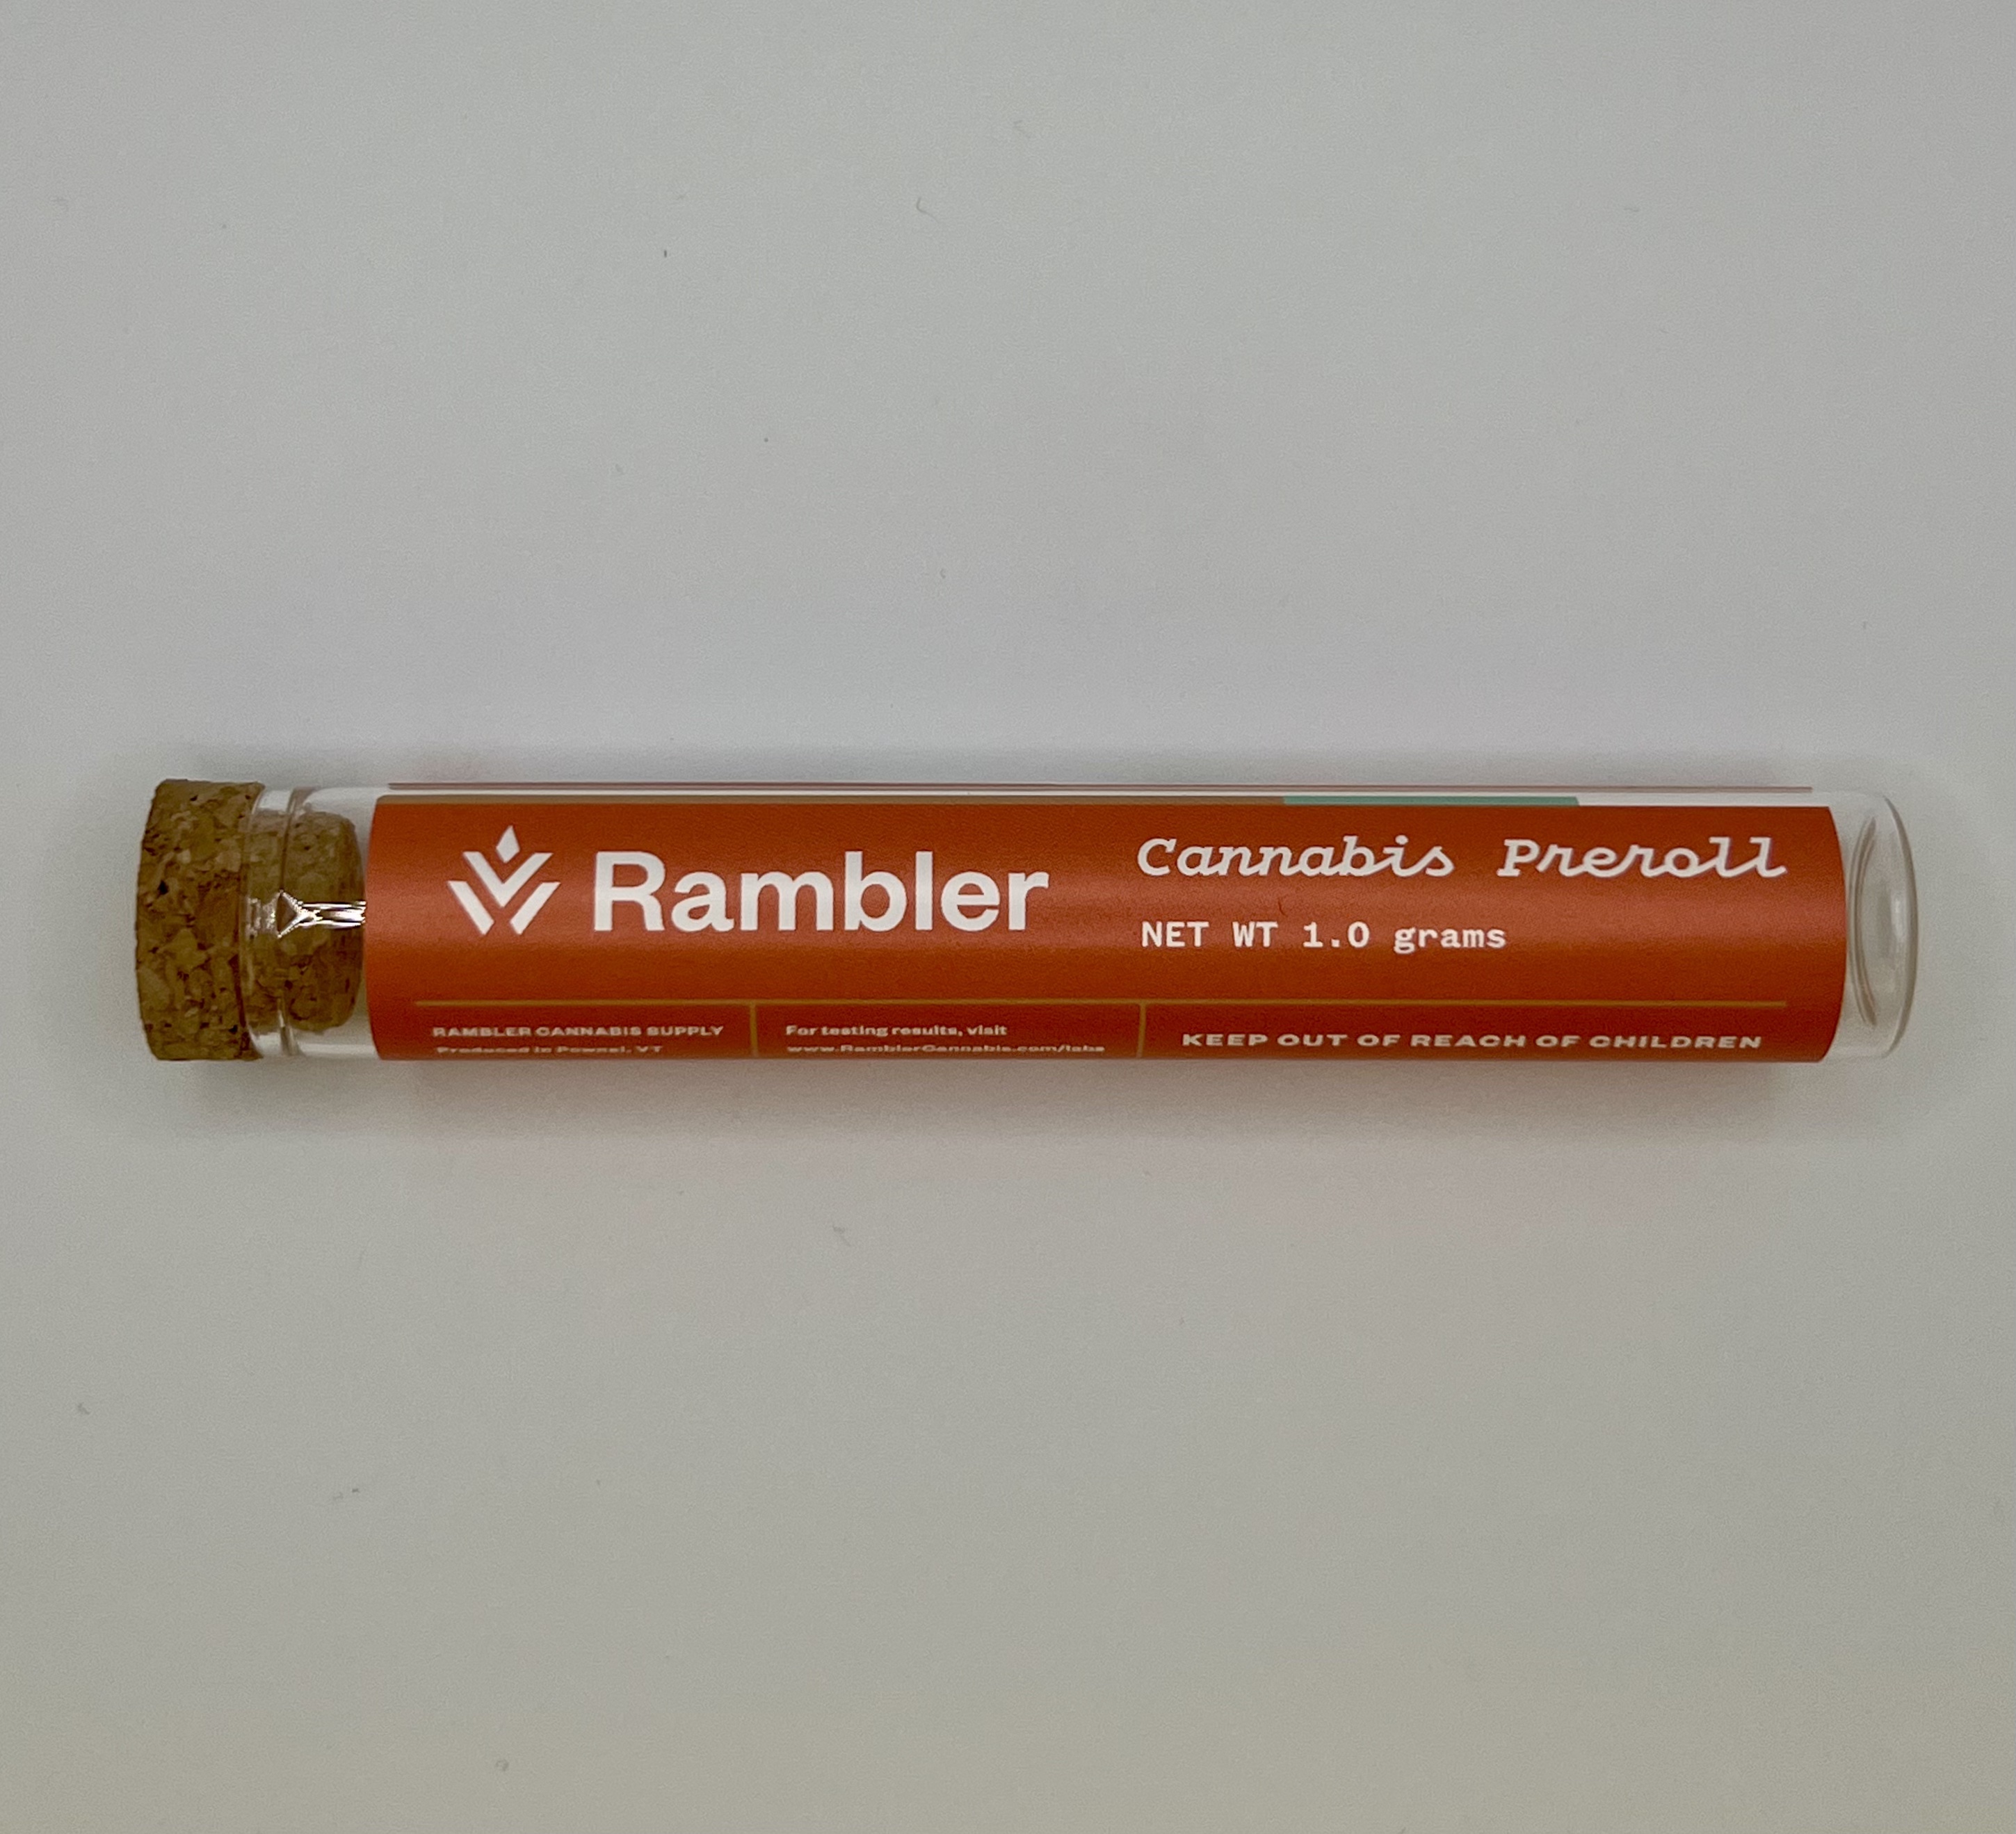 Rambler
Cannabis Preroll
NET WT 1.0 grams
RAMBLER CANNABIS SUPPLY
Produced in Pownal, VT
For testing results, visit
www.RamblerCannabis.com/labs
KEEP OUT OF REACH OF CHILDREN